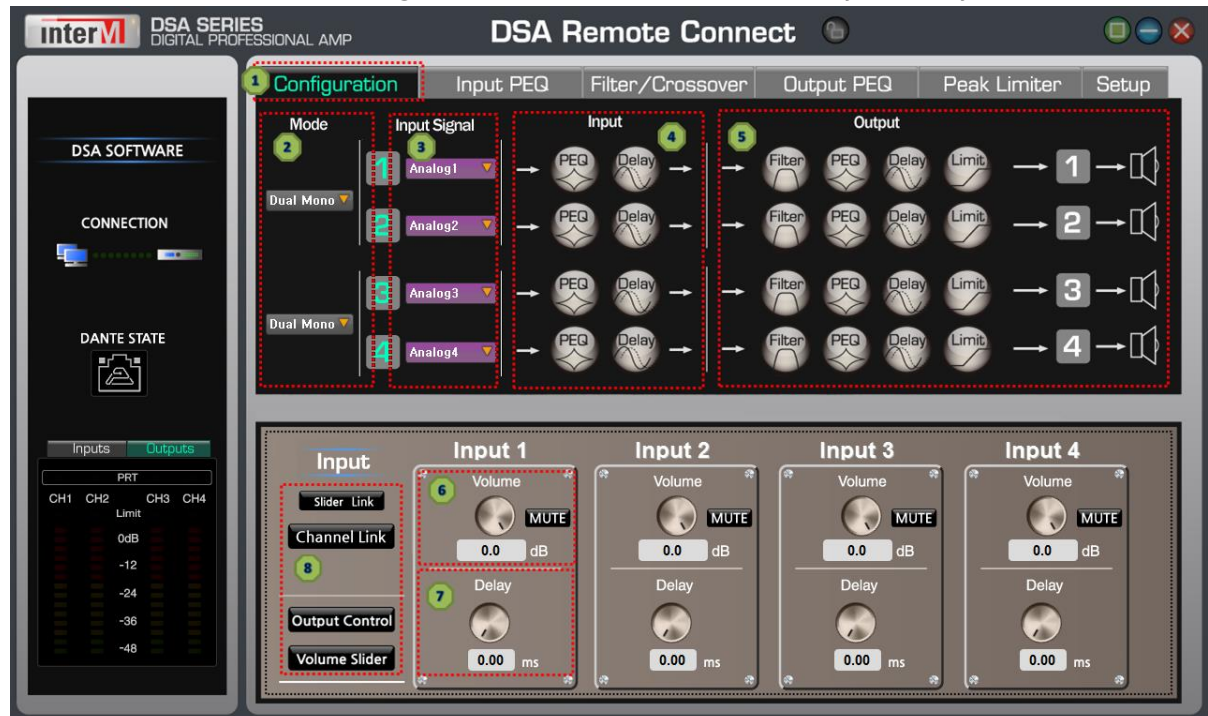 interM DSA SERIES DSA Remote Connect
DIGITAL PROFESSIONAL AMP
1 Configuration Input PEQ Filter/Crossover Output PEQ Peak Limiter Setup
DSA SOFTWARE
CONNECTION
DANTE STATE
Inputs Outputs
PRT
CH1 CH2 CH3 CH4
Limit
0dB
-12
-24
-36
-48
Mode Input Signal Input Output
2 3 4 5
1 Analog1 PEQ Delay Filter PEQ Delay Limit 1
Dual Mono
2 Analog2 PEQ Delay Filter PEQ Delay Limit 2
3 Analog3 PEQ Delay Filter PEQ Delay Limit 3
Dual Mono
4 Analog4 PEQ Delay Filter PEQ Delay Limit 4
Input
Slider Link
Channel Link
8
Output Control
Volume Slider
Input 1
6 Volume
MUTE
0.0 dB
7 Delay
0.00 ms
Input 2
Volume
MUTE
0.0 dB
Delay
0.00 ms
Input 3
Volume
MUTE
0.0 dB
Delay
0.00 ms
Input 4
Volume
MUTE
0.0 dB
Delay
0.00 ms